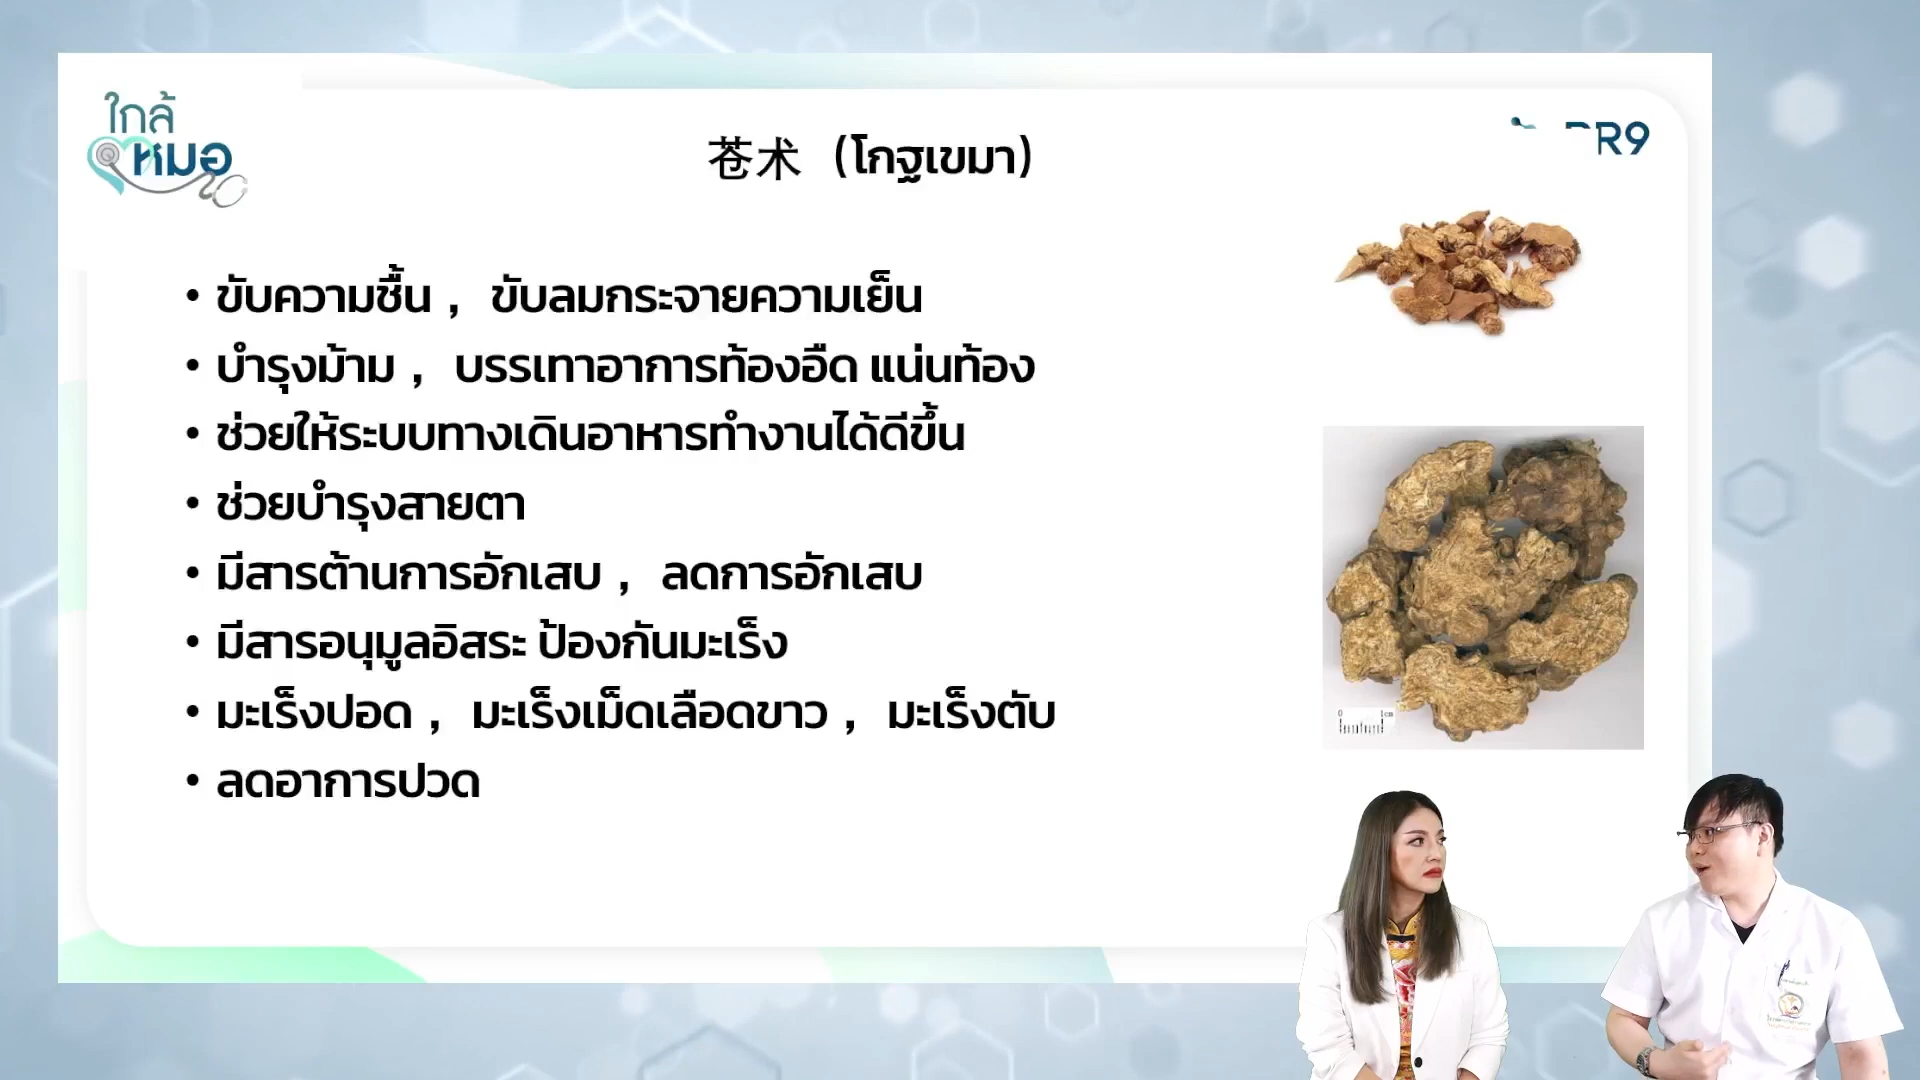 ใกล้
หมอ
苍术 (โกฐเขมา)
PR9
• ขับความชื้น , ขับลมกระจายความเย็น
• บำรุงม้าม , บรรเทาอาการท้องอืด แน่นท้อง
• ช่วยให้ระบบทางเดินอาหารทำงานได้ดีขึ้น
• ช่วยบำรุงสายตา
• มีสารต้านการอักเสบ , ลดการอักเสบ
• มีสารอนุมูลอิสระ ป้องกันมะเร็ง
• มะเร็งปอด , มะเร็งเม็ดเลือดขาว , มะเร็งตับ
• ลดอาการปวด
0 1cm